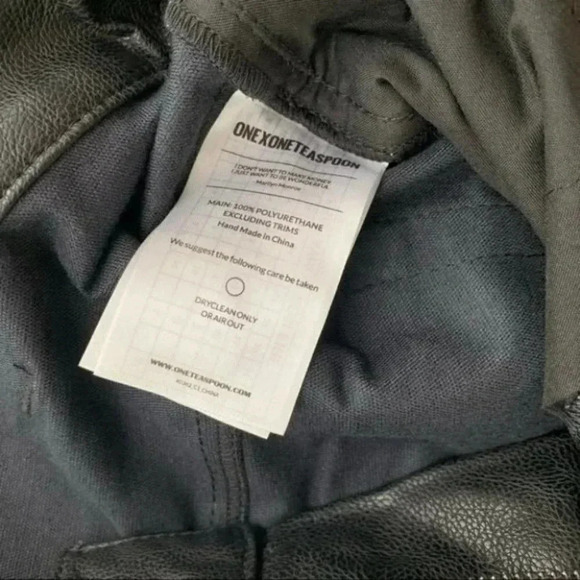 ONEXONETEASPOON
I DON'T WANT TO MAKE MONEY
I JUST WANT TO BE WONDERFUL
Marilyn Monroe
MAIN: 100% POLYURETHANE
EXCLUDING TRIMS
Hand Made in China
We suggest the following care be taken
DRYCLEAN ONLY
OR AIR OUT
WWW.ONETEASPOON.COM
CHINA